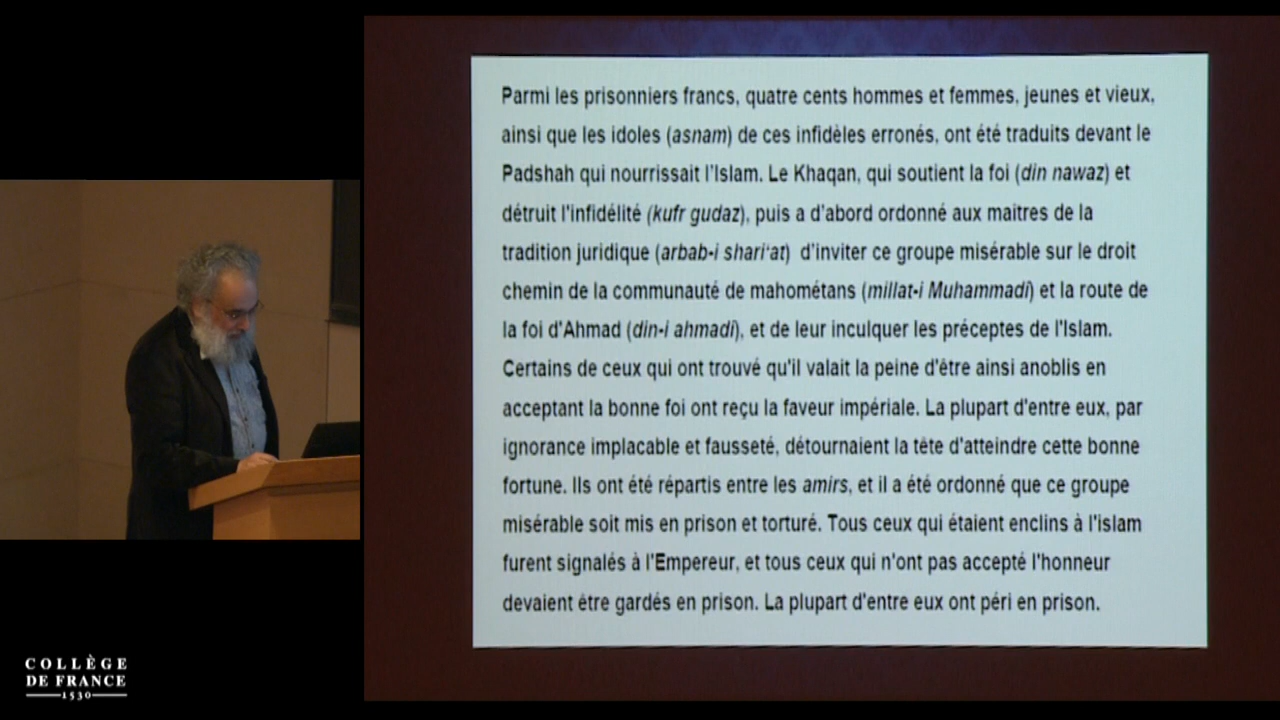 Parmi les prisonniers francs, quatre cents hommes et femmes, jeunes et vieux,
ainsi que les idoles (asnam) de ces infidèles erronés, ont été traduits devant le
Padshah qui nourrissait l'Islam. Le Khaqan, qui soutient la foi (din nawaz) et
détruit l'infidélité (kufr gudaz), puis a d'abord ordonné aux maîtres de la
tradition juridique (arbab-i shari‘at) d'inviter ce groupe misérable sur le droit
chemin de la communauté de mahométans (millat-i Muhammadi) et la route de
la foi d'Ahmad (din-i ahmadi), et de leur inculquer les préceptes de l'Islam.
Certains de ceux qui ont trouvé qu'il valait la peine d'être ainsi anoblis en
acceptant la bonne foi ont reçu la faveur impériale. La plupart d'entre eux, par
ignorance implacable et fausseté, détournaient la tête d'atteindre cette bonne
fortune. Ils ont été répartis entre les amirs, et il a été ordonné que ce groupe
misérable soit mis en prison et torturé. Tous ceux qui étaient enclins à l'islam
furent signalés à l'Empereur, et tous ceux qui n'ont pas accepté l'honneur
devaient être gardés en prison. La plupart d'entre eux ont péri en prison.
COLLÈGE
DE FRANCE
1530